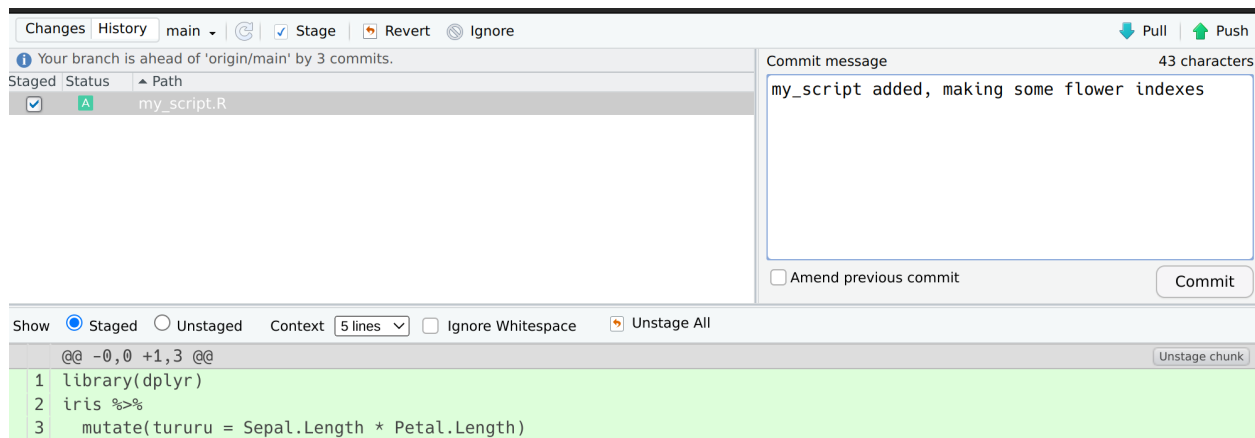 Changes History main Stage Revert Ignore Pull Push
Your branch is ahead of 'origin/main' by 3 commits.
Staged Status Path
A my_script.R
Commit message 43 characters
my_script added, making some flower indexes
Amend previous commit Commit
Show Staged Unstaged Context 5 lines Ignore Whitespace Unstage All
@@ -0,0 +1,3 @@ Unstage chunk
1 library(dplyr)
2 iris %>%
3 mutate(tururu = Sepal.Length * Petal.Length)